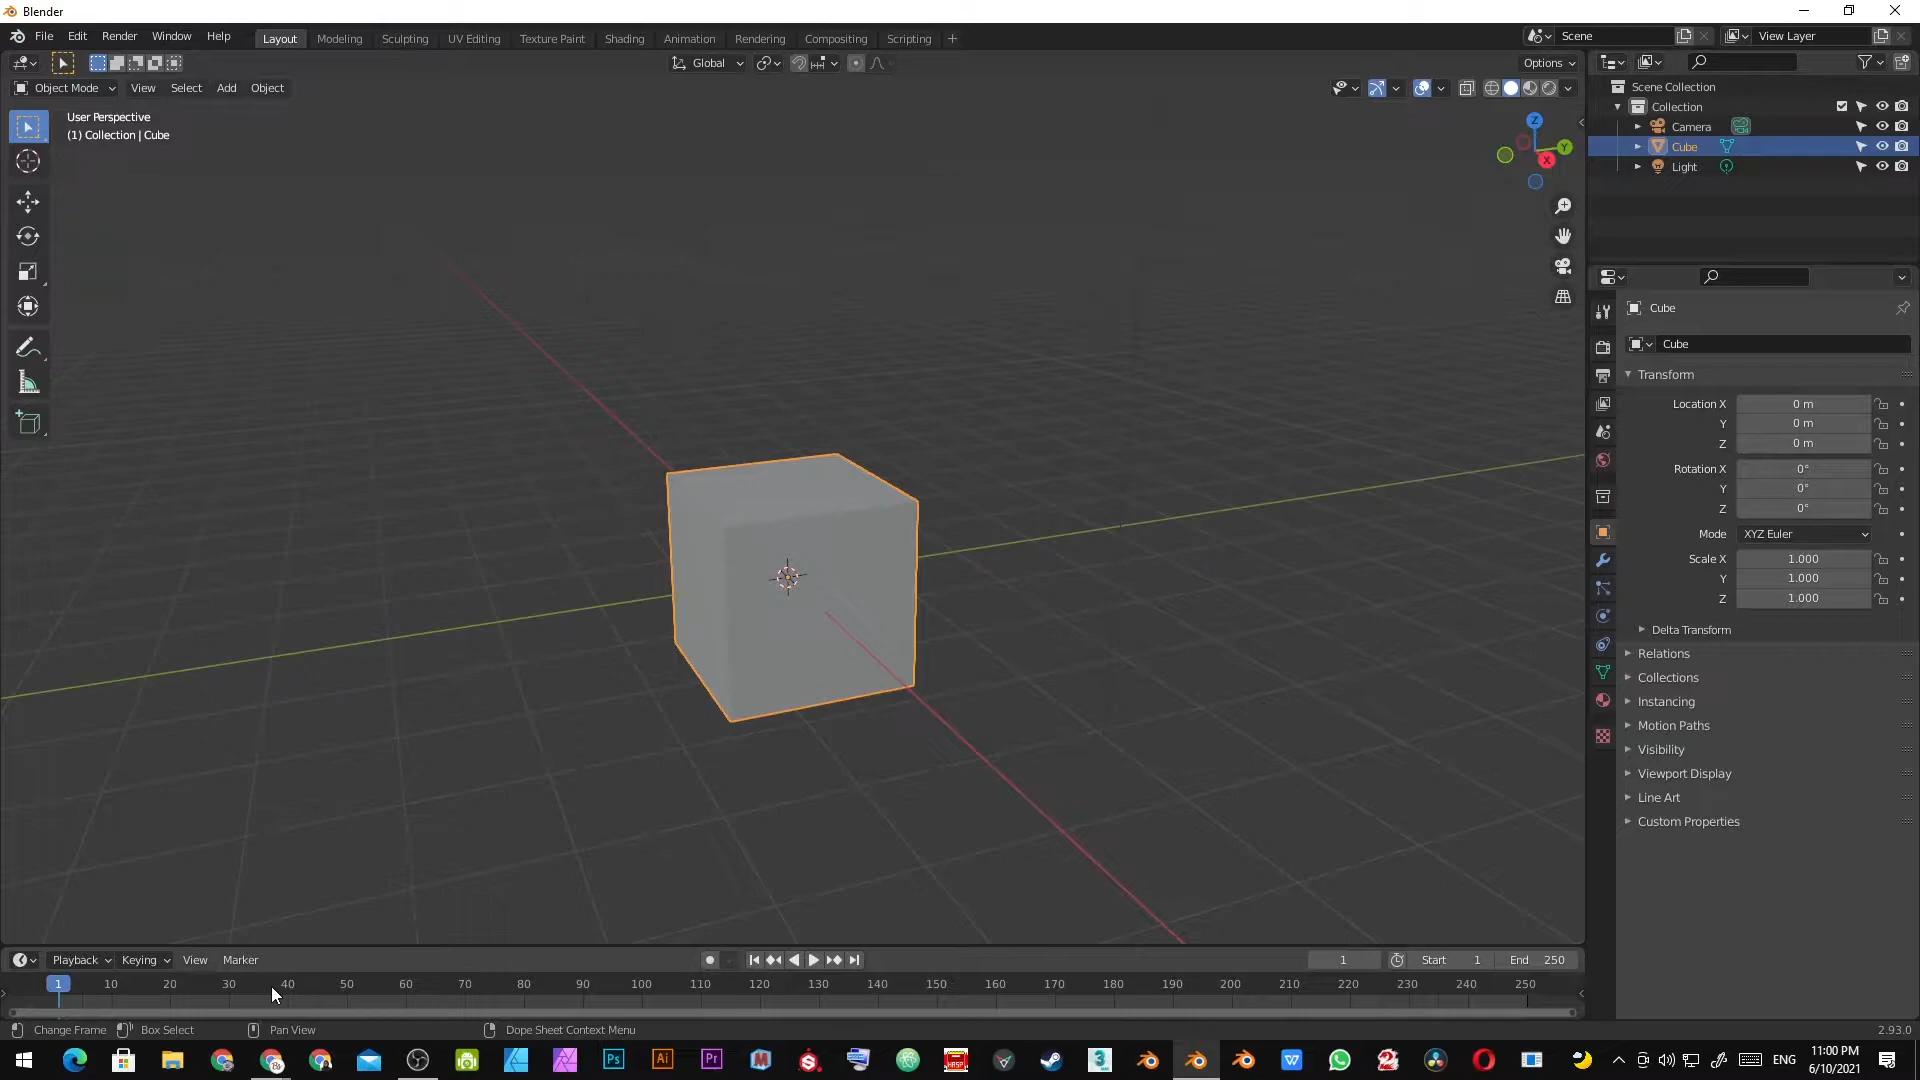 Blender
File Edit Render Window Help Layout Modeling Sculpting UV Editing Texture Paint Shading Animation Rendering Compositing Scripting + Scene View Layer
Global Options
Object Mode View Select Add Object
User Perspective
(1) Collection | Cube
Z
Y
X
Scene Collection
Collection
Camera
Cube
Light
Cube
Cube
Transform
Location X 0 m
Y 0 m
Z 0 m
Rotation X 0°
Y 0°
Z 0°
Mode XYZ Euler
Scale X 1.000
Y 1.000
Z 1.000
Delta Transform
Relations
Collections
Instancing
Motion Paths
Visibility
Viewport Display
Line Art
Custom Properties
Playback Keying View Marker 1 Start 1 End 250
1 10 20 30 40 50 60 70 80 90 100 110 120 130 140 150 160 170 180 190 200 210 220 230 240 250
Change Frame Box Select Pan View Dope Sheet Context Menu 2.93.0
Ps Ai Pr ENG 11:00 PM
6/10/2021